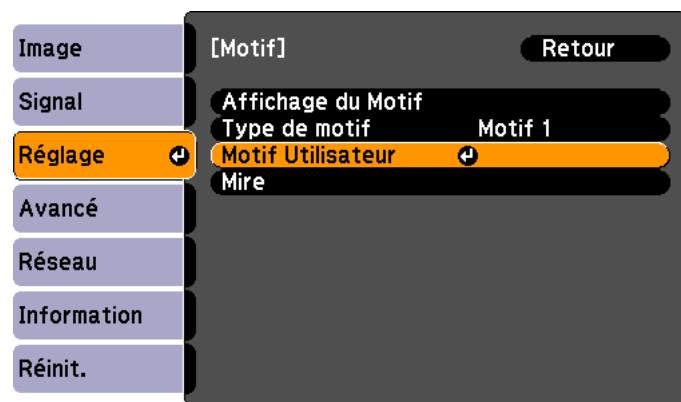 Image
Signal
Réglage
Avancé
Réseau
Information
Réinit.
[Motif] Retour
Affichage du Motif
Type de motif Motif 1
Motif Utilisateur
Mire